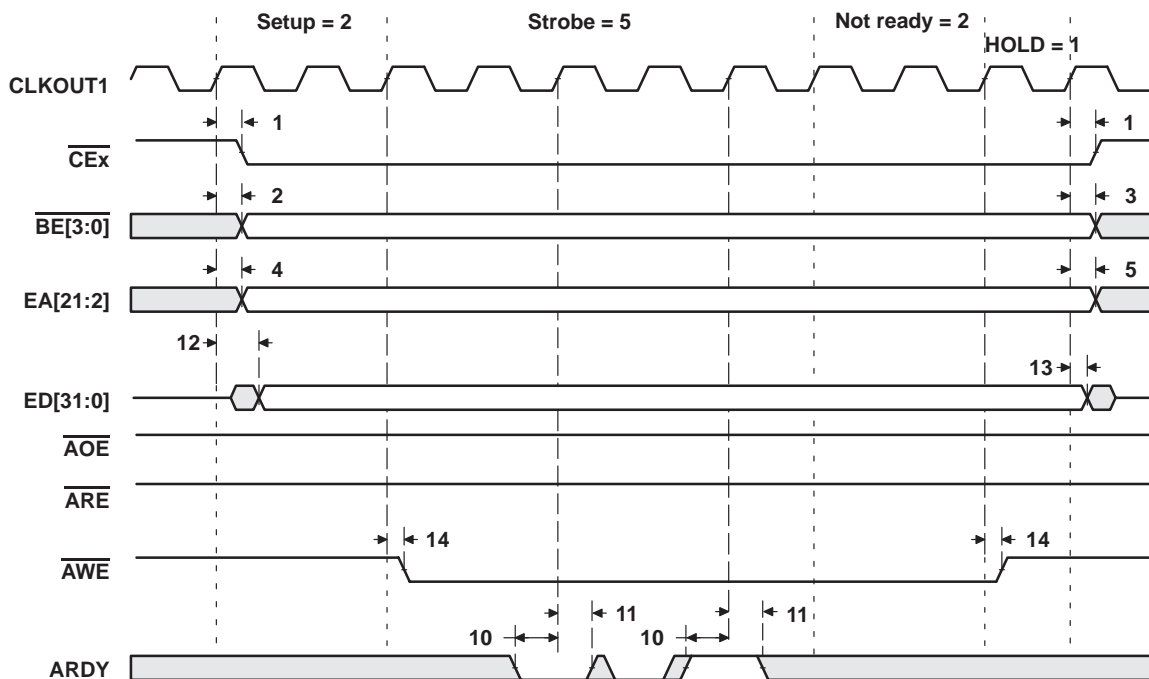 Setup = 2 Strobe = 5 Not ready = 2
HOLD = 1
CLKOUT1
1 1
CEx
2 3
BE[3:0]
4 5
EA[21:2]
12
13
ED[31:0]
AOE
ARE
14 14
AWE
11 11
10 10
ARDY